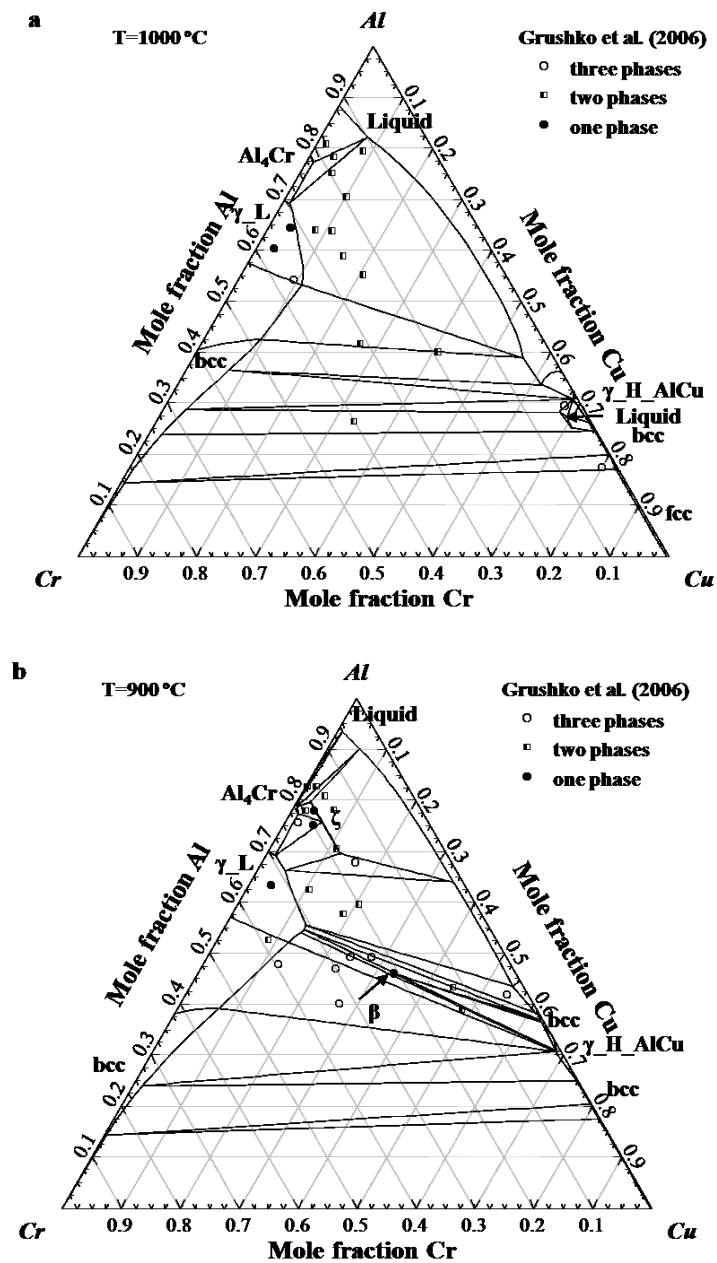 a
Al
T=1000 °C
Grushko et al. (2006)
three phases
two phases
one phase
Liquid
Al₄Cr
γ_L
bcc
γ_H_AlCu
Liquid
bcc
fcc
Mole fraction Al
0.9
0.8
0.7
0.6
0.5
0.4
0.3
0.2
0.1
Mole fraction Cu
0.1
0.2
0.3
0.4
0.5
0.6
0.7
0.8
0.9
Cr
0.9 0.8 0.7 0.6 0.5 0.4 0.3 0.2 0.1
Cu
Mole fraction Cr
b
Al
T=900 °C
Grushko et al. (2006)
three phases
two phases
one phase
Liquid
Al₄Cr
ζ
γ_L
β
bcc
γ_H_AlCu
bcc
bcc
Mole fraction Al
0.9
0.8
0.7
0.6
0.5
0.4
0.3
0.2
0.1
Mole fraction Cu
0.1
0.2
0.3
0.4
0.5
0.6
0.7
0.8
0.9
Cr
0.9 0.8 0.7 0.6 0.5 0.4 0.3 0.2 0.1
Cu
Mole fraction Cr